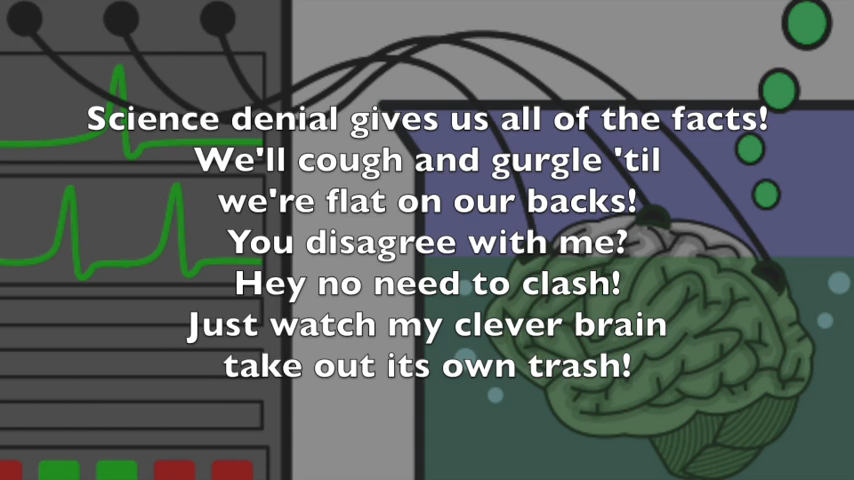 Science denial gives us all of the facts!
We'll cough and gurgle 'til
we're flat on our backs!
You disagree with me?
Hey no need to clash!
Just watch my clever brain
take out its own trash!